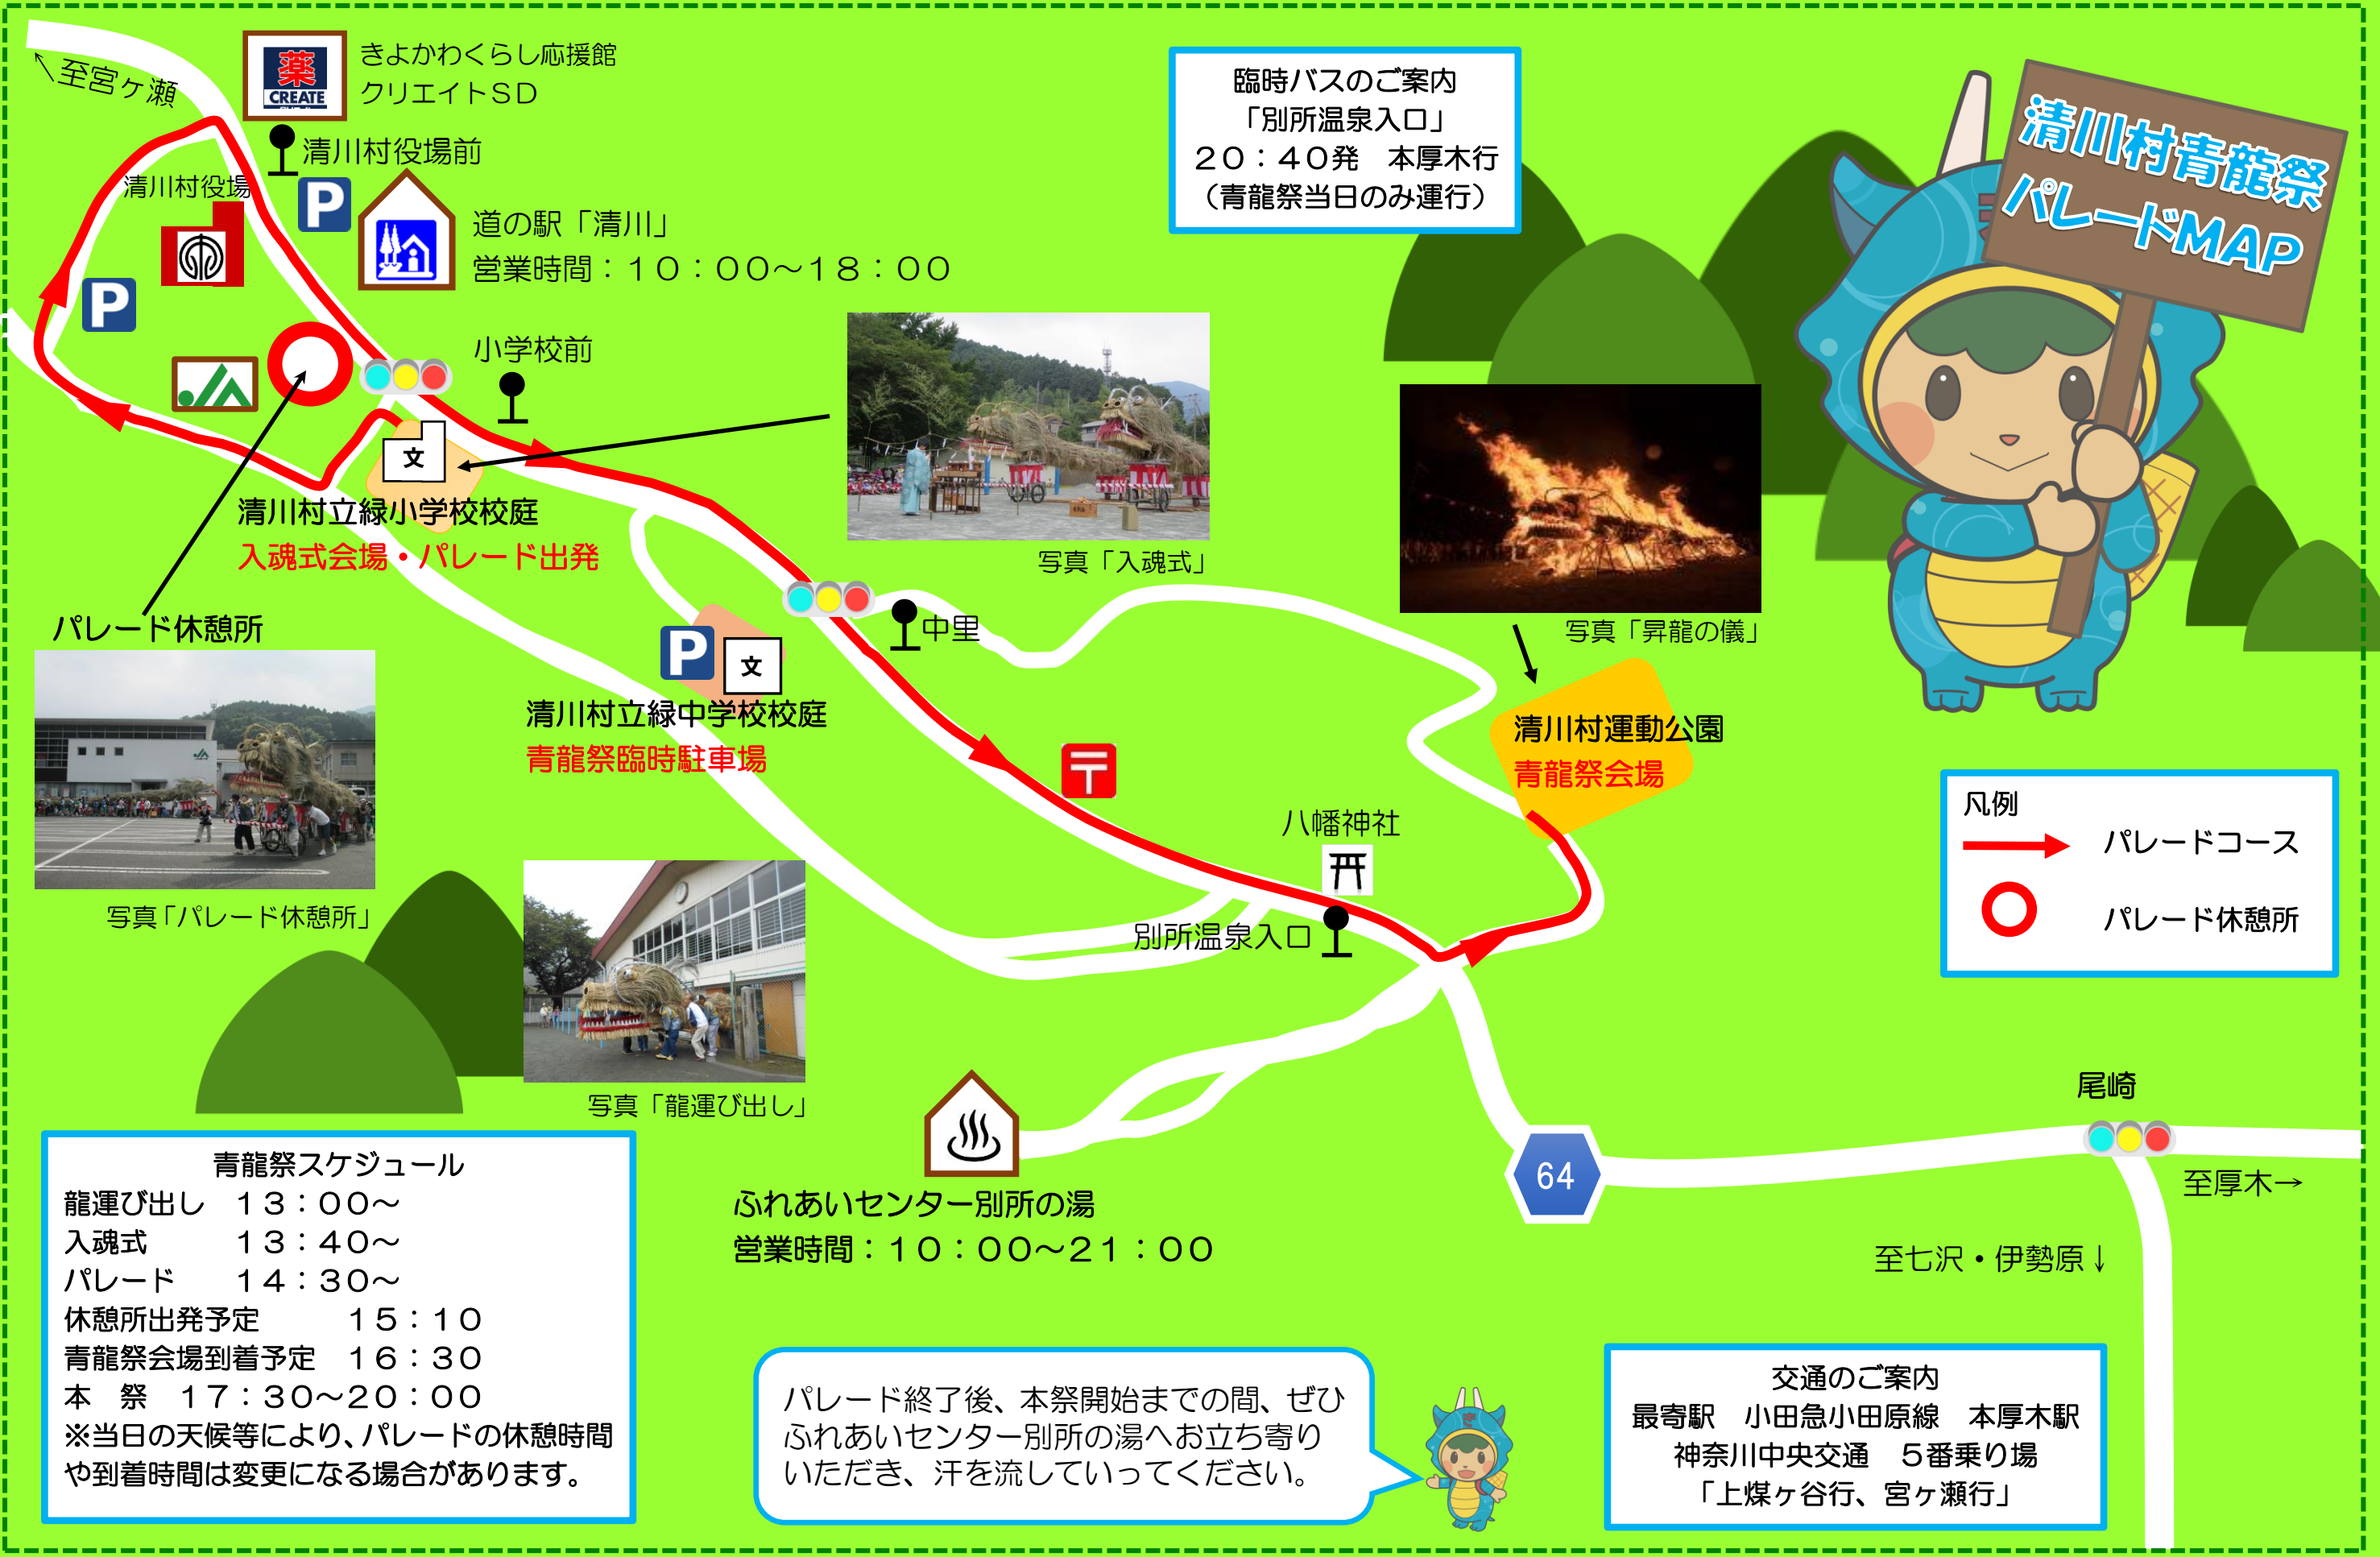 清川村青龍祭
パレードMAP
↖至宮ヶ瀬
薬
CREATE
きよかわくらし応援館
クリエイトＳＤ
清川村役場前
清川村役場
P
道の駅「清川」
営業時間：１０：００～１８：００
P
臨時バスのご案内
「別所温泉入口」
２０：４０発　本厚木行
（青龍祭当日のみ運行）
小学校前
JA
文
清川村立緑小学校校庭
入魂式会場・パレード出発
写真「入魂式」
パレード休憩所
写真「パレード休憩所」
中里
P
文
清川村立緑中学校校庭
青龍祭臨時駐車場
写真「昇龍の儀」
清川村運動公園
青龍祭会場
〒
八幡神社
別所温泉入口
凡例
パレードコース
パレード休憩所
写真「龍運び出し」
ふれあいセンター別所の湯
営業時間：１０：００～２１：００
64
尾崎
至厚木→
至七沢・伊勢原↓
青龍祭スケジュール
龍運び出し　１３：００～
入魂式　　　１３：４０～
パレード　　１４：３０～
休憩所出発予定　　　１５：１０
青龍祭会場到着予定　１６：３０
本　祭　１７：３０～２０：００
※当日の天候等により、パレードの休憩時間
や到着時間は変更になる場合があります。
パレード終了後、本祭開始までの間、ぜひ
ふれあいセンター別所の湯へお立ち寄り
いただき、汗を流していってください。
交通のご案内
最寄駅　小田急小田原線　本厚木駅
神奈川中央交通　５番乗り場
「上煤ヶ谷行、宮ヶ瀬行」